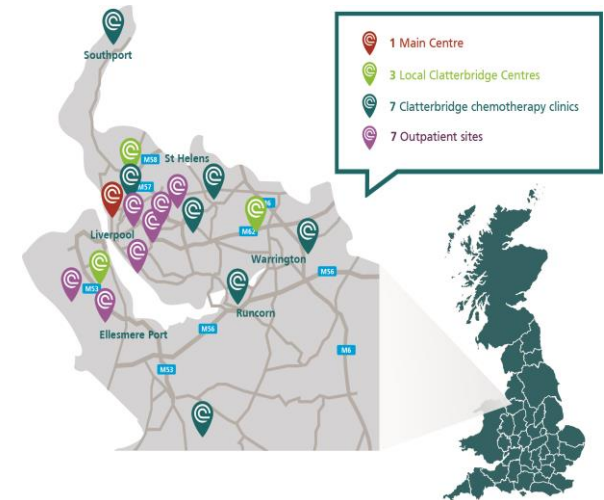 Southport
1 Main Centre
3 Local Clatterbridge Centres
7 Clatterbridge chemotherapy clinics
7 Outpatient sites
M58
St Helens
M57
Liverpool
M62
Warrington
M56
M53
Runcorn
Ellesmere Port
M56
M53
M6